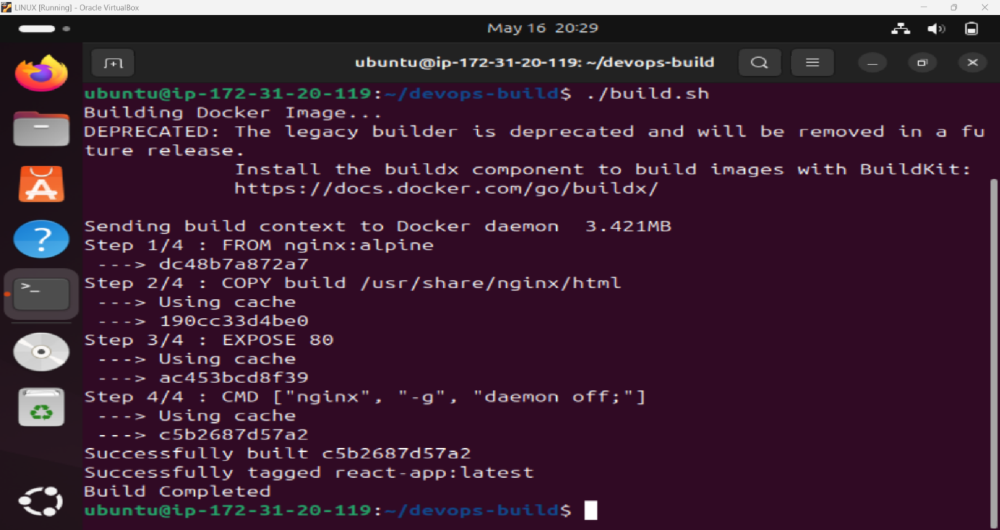 LINUX [Running] - Oracle VirtualBox
May 16 20:29
ubuntu@ip-172-31-20-119: ~/devops-build
ubuntu@ip-172-31-20-119:~/devops-build$ ./build.sh
Building Docker Image...
DEPRECATED: The legacy builder is deprecated and will be removed in a fu
ture release.
Install the buildx component to build images with BuildKit:
https://docs.docker.com/go/buildx/
Sending build context to Docker daemon  3.421MB
Step 1/4 : FROM nginx:alpine
---> dc48b7a872a7
Step 2/4 : COPY build /usr/share/nginx/html
---> Using cache
---> 190cc33d4be0
Step 3/4 : EXPOSE 80
---> Using cache
---> ac453bcd8f39
Step 4/4 : CMD ["nginx", "-g", "daemon off;"]
---> Using cache
---> c5b2687d57a2
Successfully built c5b2687d57a2
Successfully tagged react-app:latest
Build Completed
ubuntu@ip-172-31-20-119:~/devops-build$